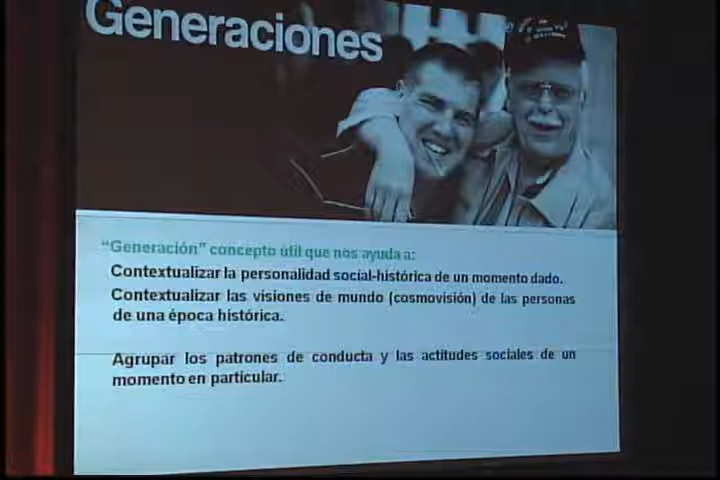 Generaciones
"Generación" concepto útil que nos ayuda a:
Contextualizar la personalidad social-histórica de un momento dado.
Contextualizar las visiones de mundo (cosmovisión) de las personas
de una época histórica.
Agrupar los patrones de conducta y las actitudes sociales de un
momento en particular.